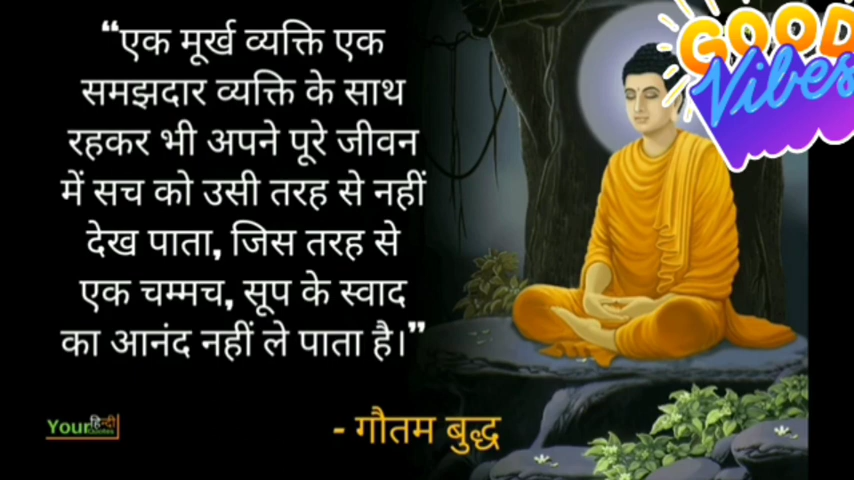 “एक मूर्ख व्यक्ति एक
समझदार व्यक्ति के साथ
रहकर भी अपने पूरे जीवन
में सच को उसी तरह से नहीं
देख पाता, जिस तरह से
एक चम्मच, सूप के स्वाद
का आनंद नहीं ले पाता है।”
- गौतम बुद्ध
Your हिन्दी
Quotes
GOOD
Vibes